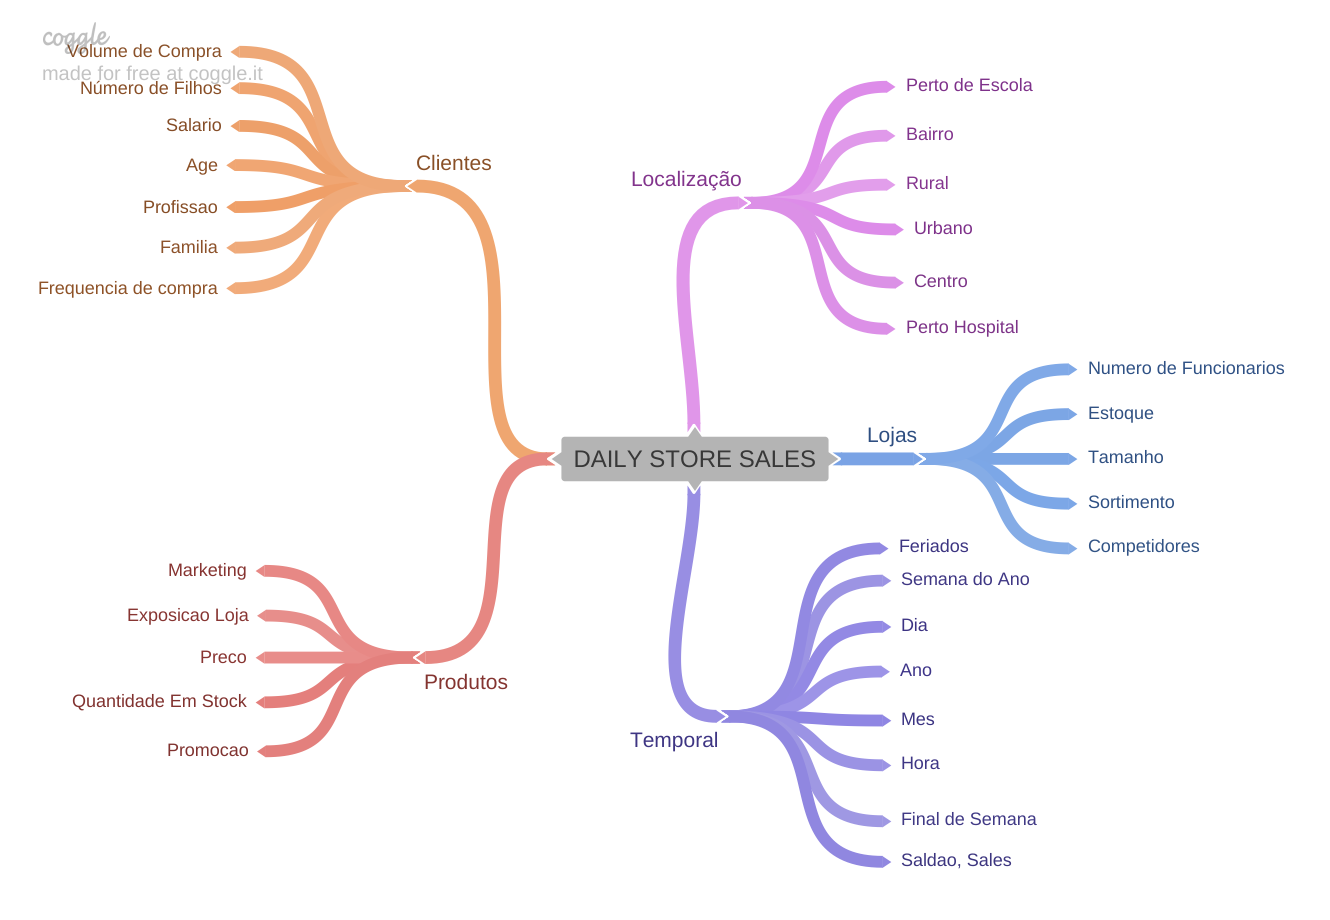 coggle
made for free at coggle.it
Volume de Compra
Número de Filhos
Salario
Age
Profissao
Familia
Frequencia de compra
Clientes
Localização
Perto de Escola
Bairro
Rural
Urbano
Centro
Perto Hospital
DAILY STORE SALES
Lojas
Numero de Funcionarios
Estoque
Tamanho
Sortimento
Competidores
Marketing
Exposicao Loja
Preco
Quantidade Em Stock
Promocao
Produtos
Temporal
Feriados
Semana do Ano
Dia
Ano
Mes
Hora
Final de Semana
Saldao, Sales